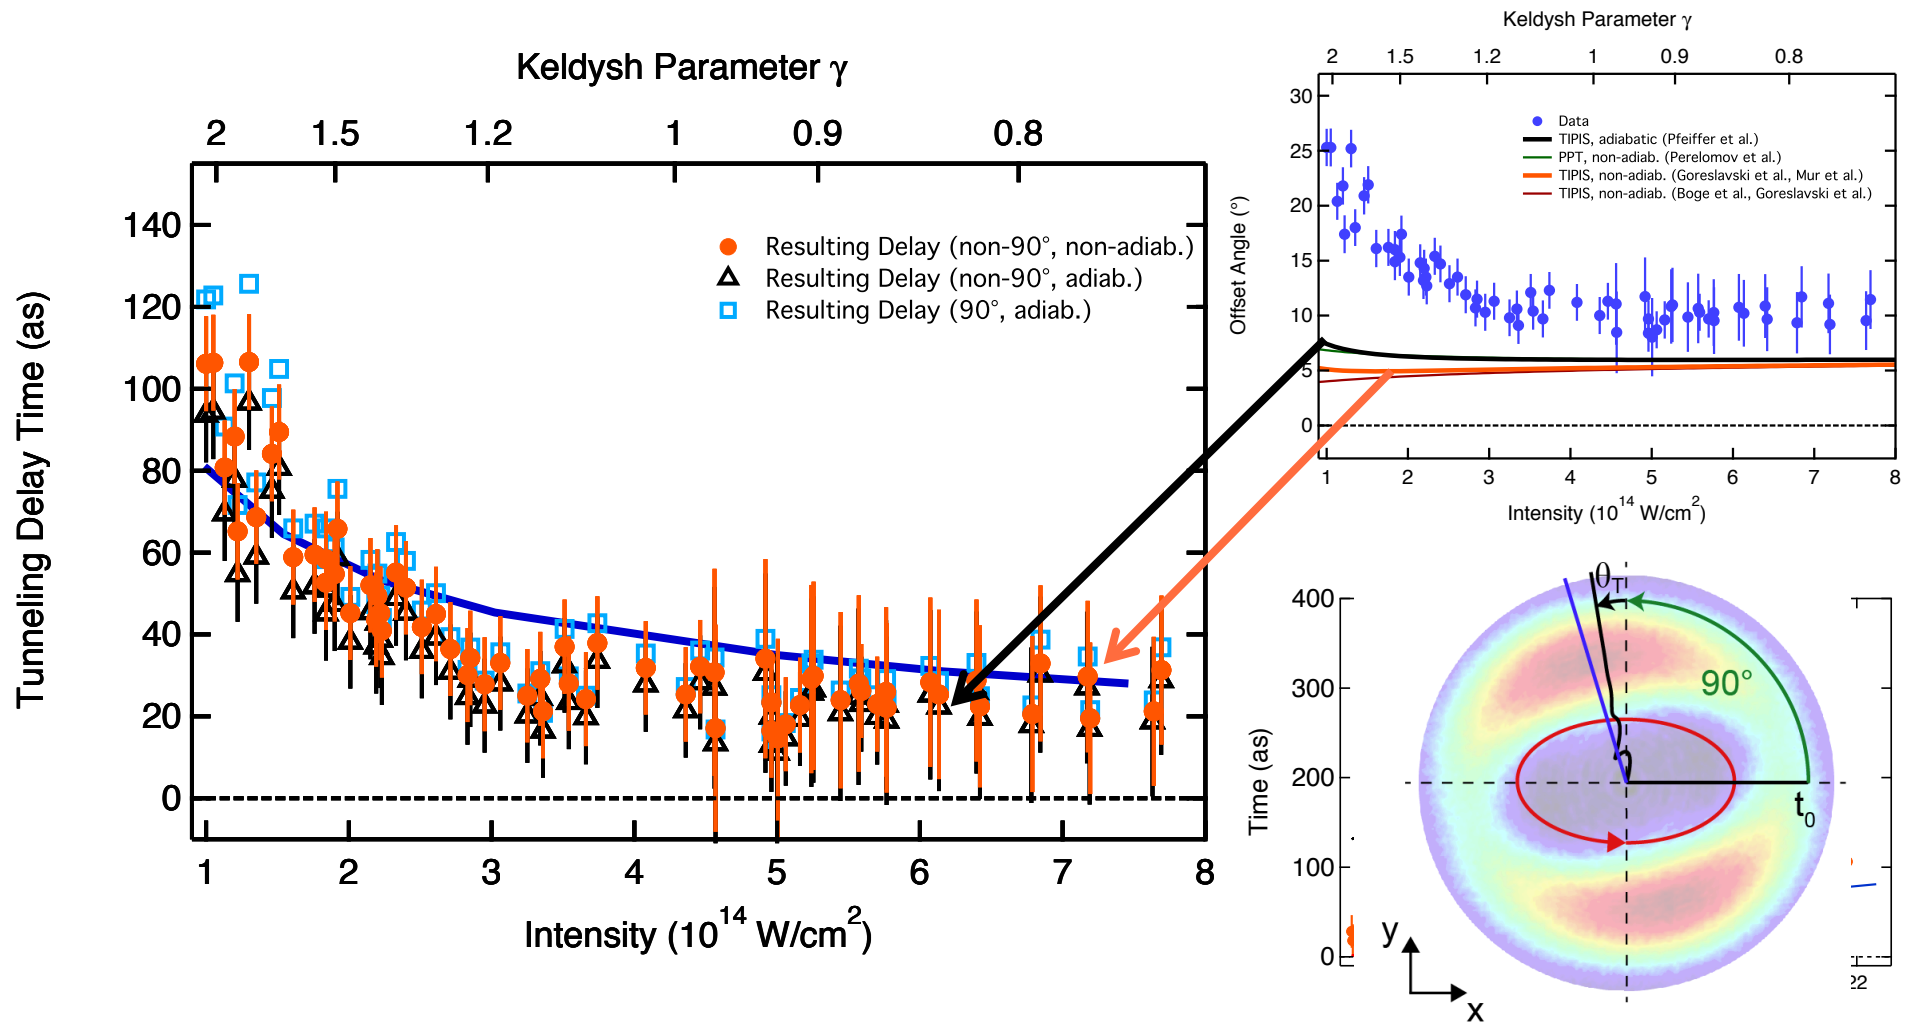 Keldysh Parameter γ
2 1.5 1.2 1 0.9 0.8
Tunneling Delay Time (as)
140
120
100
80
60
40
20
0
Resulting Delay (non-90°, non-adiab.)
Resulting Delay (non-90°, adiab.)
Resulting Delay (90°, adiab.)
1 2 3 4 5 6 7 8
Intensity (10¹⁴ W/cm²)
Keldysh Parameter γ
2 1.5 1.2 1 0.9 0.8
Offset Angle (°)
30
25
20
15
10
5
0
Data
TIPIS, adiabatic (Pfeiffer et al.)
PPT, non-adiab. (Perelomov et al.)
TIPIS, non-adiab. (Goreslavski et al., Mur et al.)
TIPIS, non-adiab. (Boge et al., Goreslavski et al.)
1 2 3 4 5 6 7 8
Intensity (10¹⁴ W/cm²)
Time (as)
400
300
200
100
0
θT
90°
t₀
22
y
x